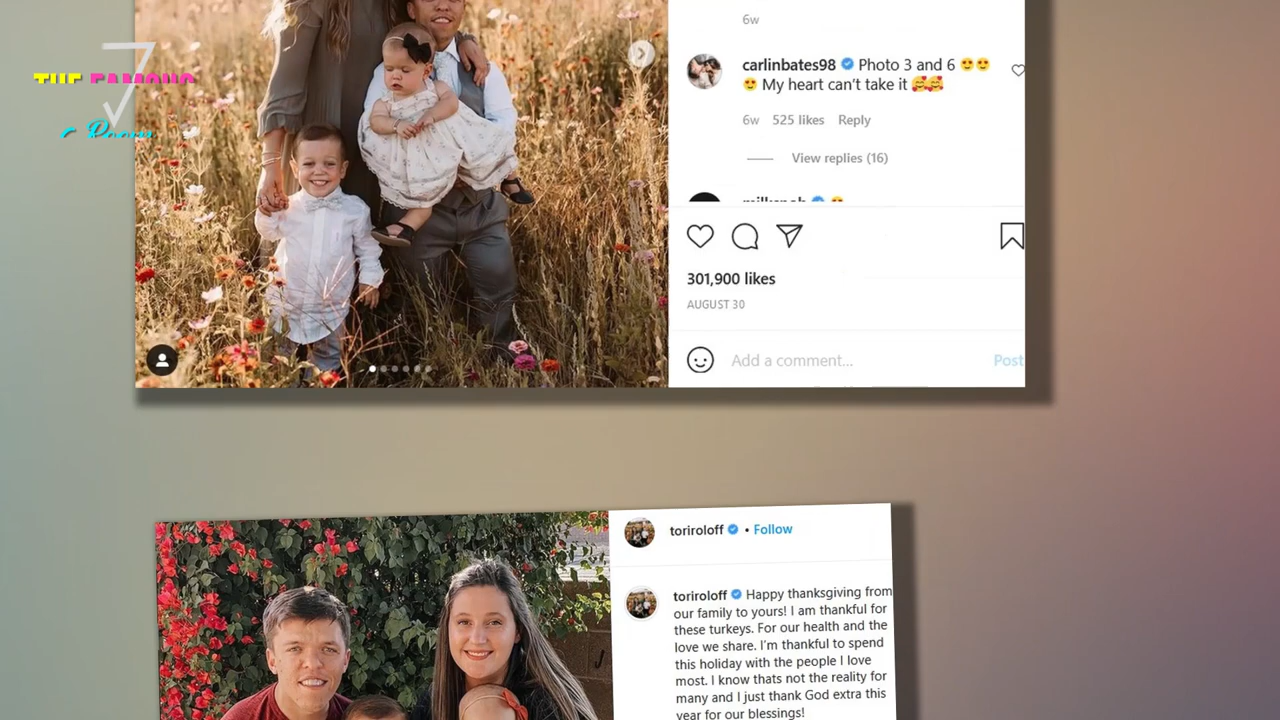 THE FAMOUS
6w
carlinbates98 Photo 3 and 6 😍😍
😍 My heart can't take it 🥰🥰
6w 525 likes Reply
View replies (16)
301,900 likes
AUGUST 30
Add a comment... Post
toriroloff • Follow
toriroloff Happy thanksgiving from
our family to yours! I am thankful for
these turkeys. For our health and the
love we share. I'm thankful to spend
this holiday with the people I love
most. I know thats not the reality for
many and I just thank God extra this
year for our blessings!